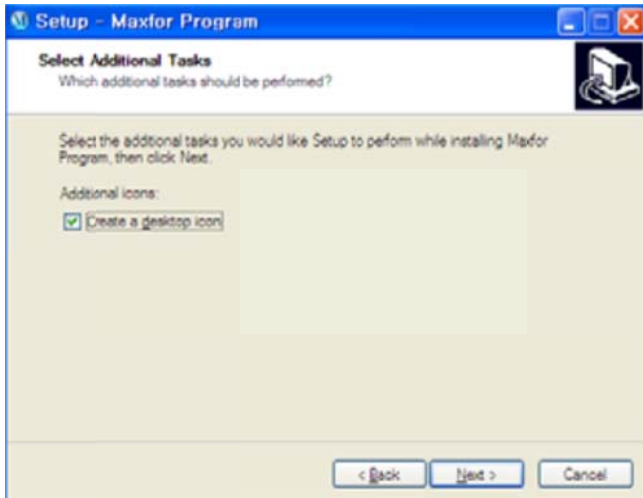 Setup - Maxfor Program
Select Additional Tasks
Which additional tasks should be performed?
Select the additional tasks you would like Setup to perform while installing Maxfor
Program, then click Next.
Additional icons:
Create a desktop icon
< Back
Next >
Cancel